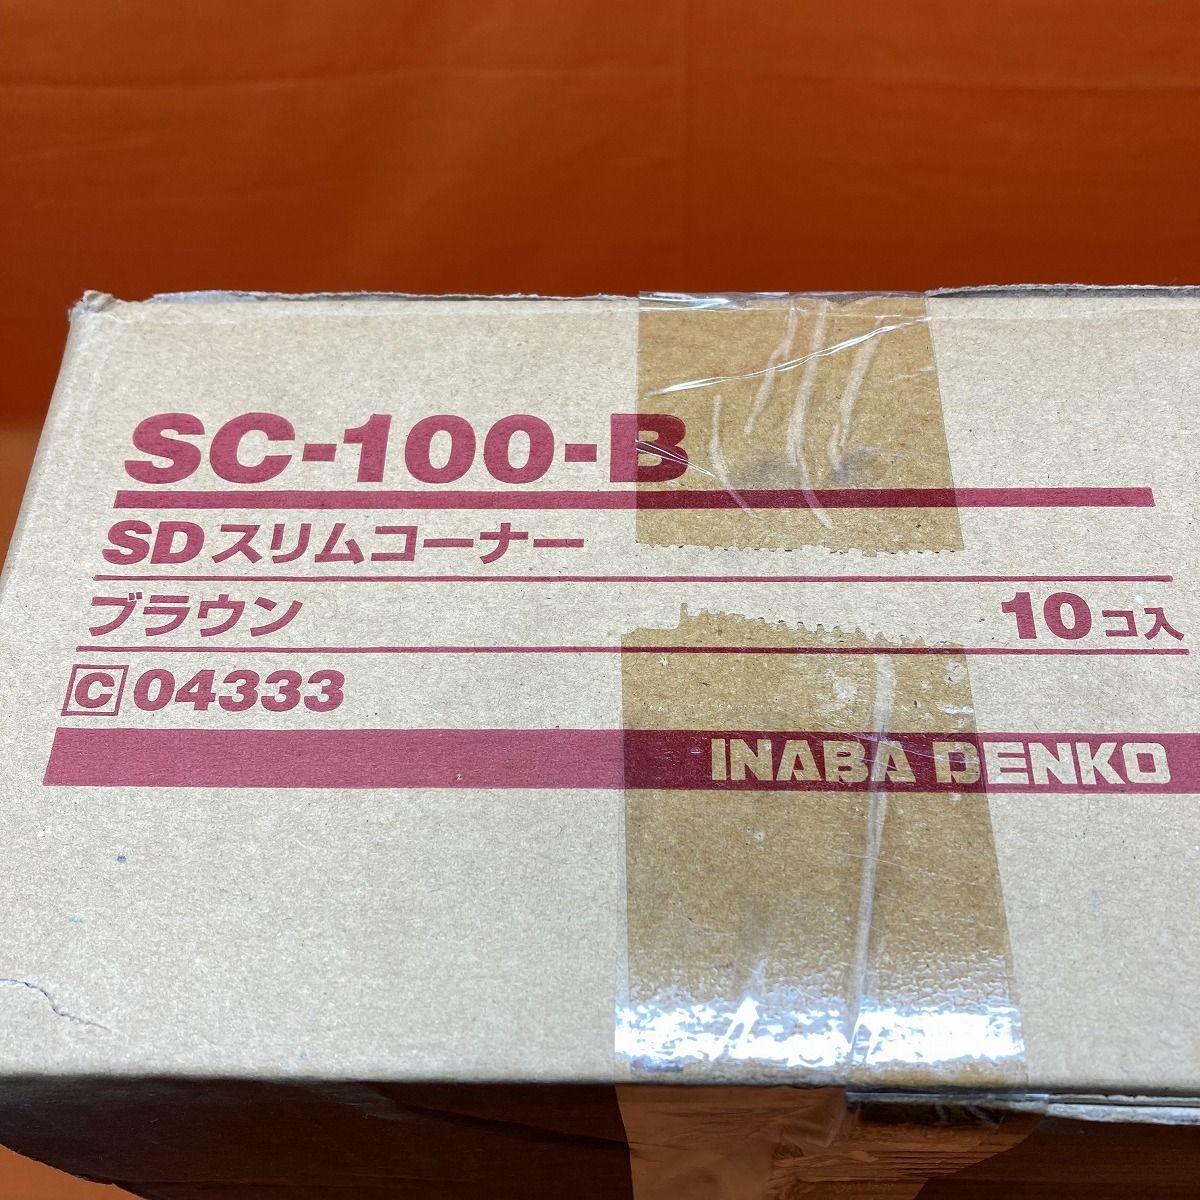 SC-100-B
SDスリムコーナー
ブラウン 10コ入
C 04333
INABA DENKO